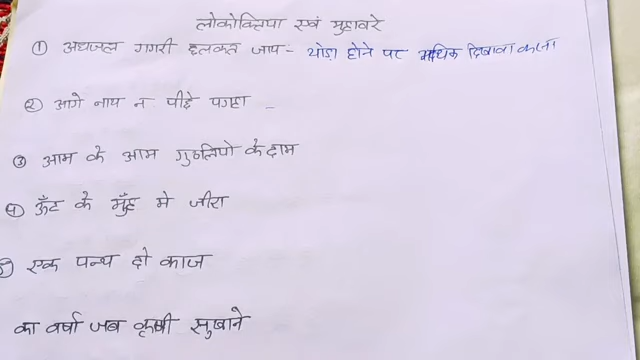 लोकोक्तिया एवं मुहावरे
① अधजल गगरी छलकत जाय - थोड़ा होने पर अधिक दिखावा करना
② आगे नाथ न पीछे पगहा -
③ आम के आम गुठलियो के दाम
④ ऊँट के मुँह मे जीरा
एक पन्थ दो काज
का वर्षा जब कृषी सुखाने